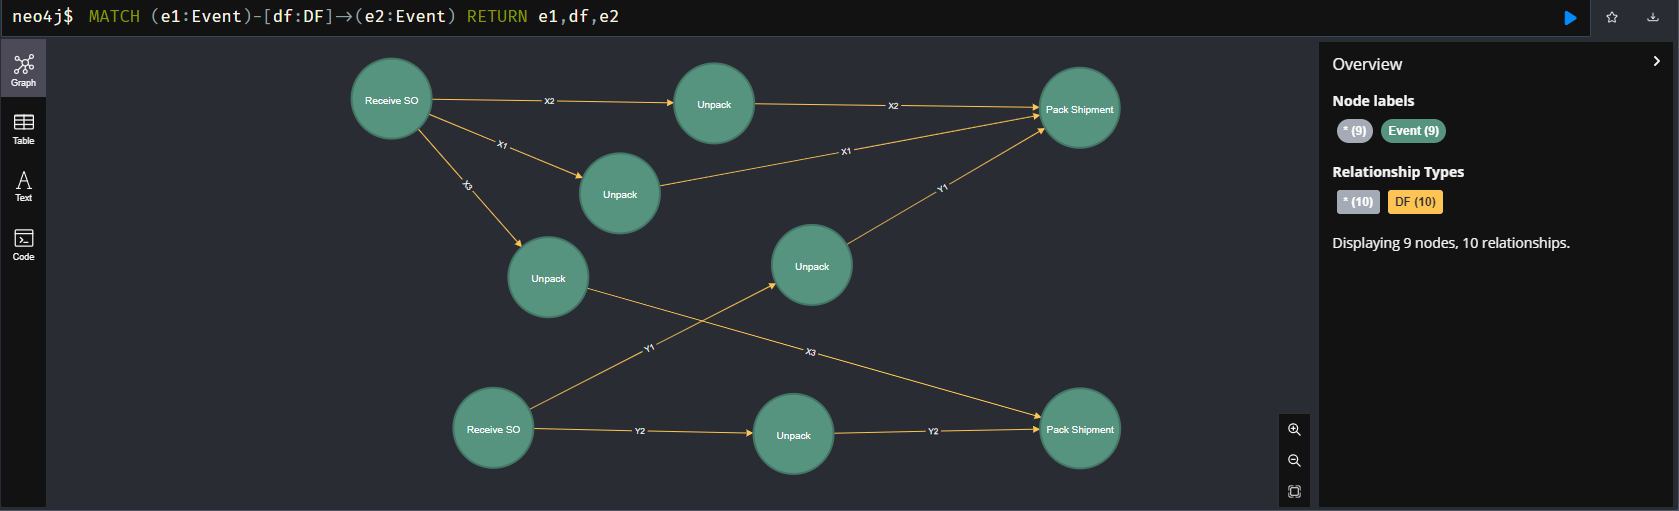 neo4j$ MATCH (e1:Event)-[df:DF]→(e2:Event) RETURN e1,df,e2
Graph
Table
Text
Code
Receive SO
X2
Unpack
X2
Pack Shipment
X1
X1
Unpack
X3
Y1
Unpack
Unpack
Y1
X3
Receive SO
Y2
Unpack
Y2
Pack Shipment
Overview
Node labels
* (9) Event (9)
Relationship Types
* (10) DF (10)
Displaying 9 nodes, 10 relationships.